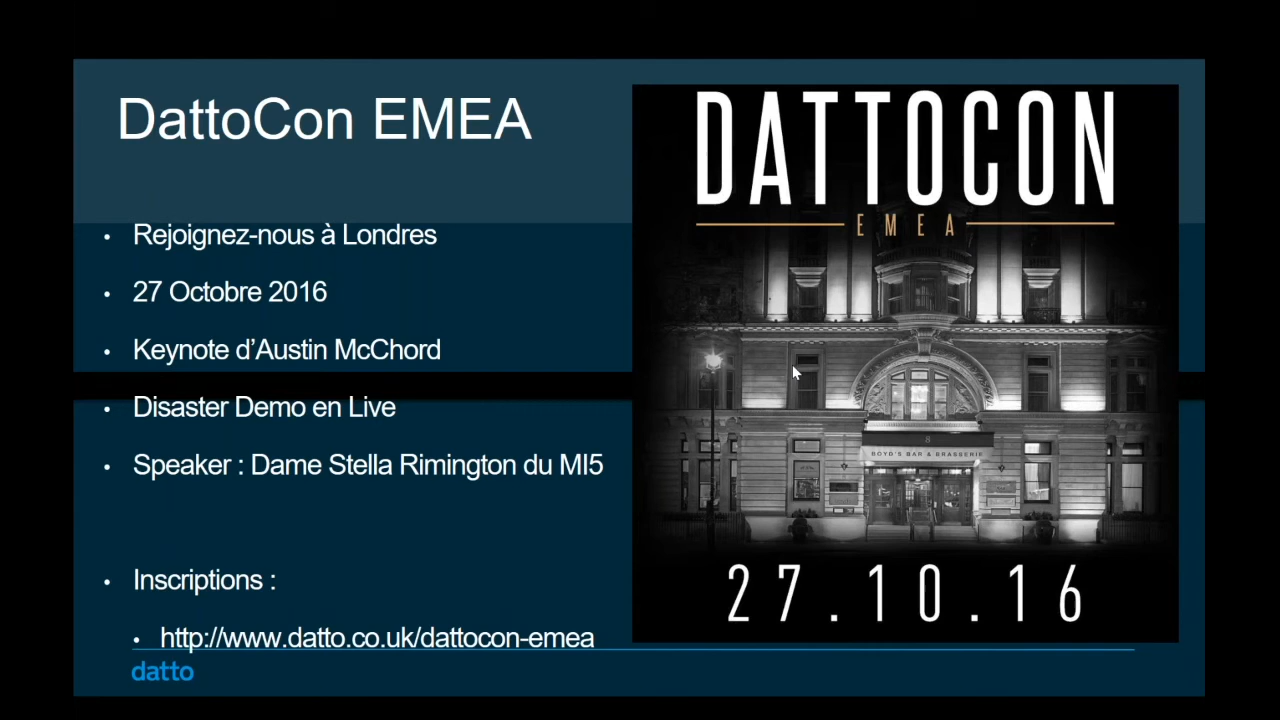 DattoCon EMEA
Rejoignez-nous à Londres
27 Octobre 2016
Keynote d’Austin McChord
Disaster Demo en Live
Speaker : Dame Stella Rimington du MI5
Inscriptions :
http://www.datto.co.uk/dattocon-emea
datto
DATTOCON
EMEA
8
BOYD'S BAR & BRASSERIE
27.10.16